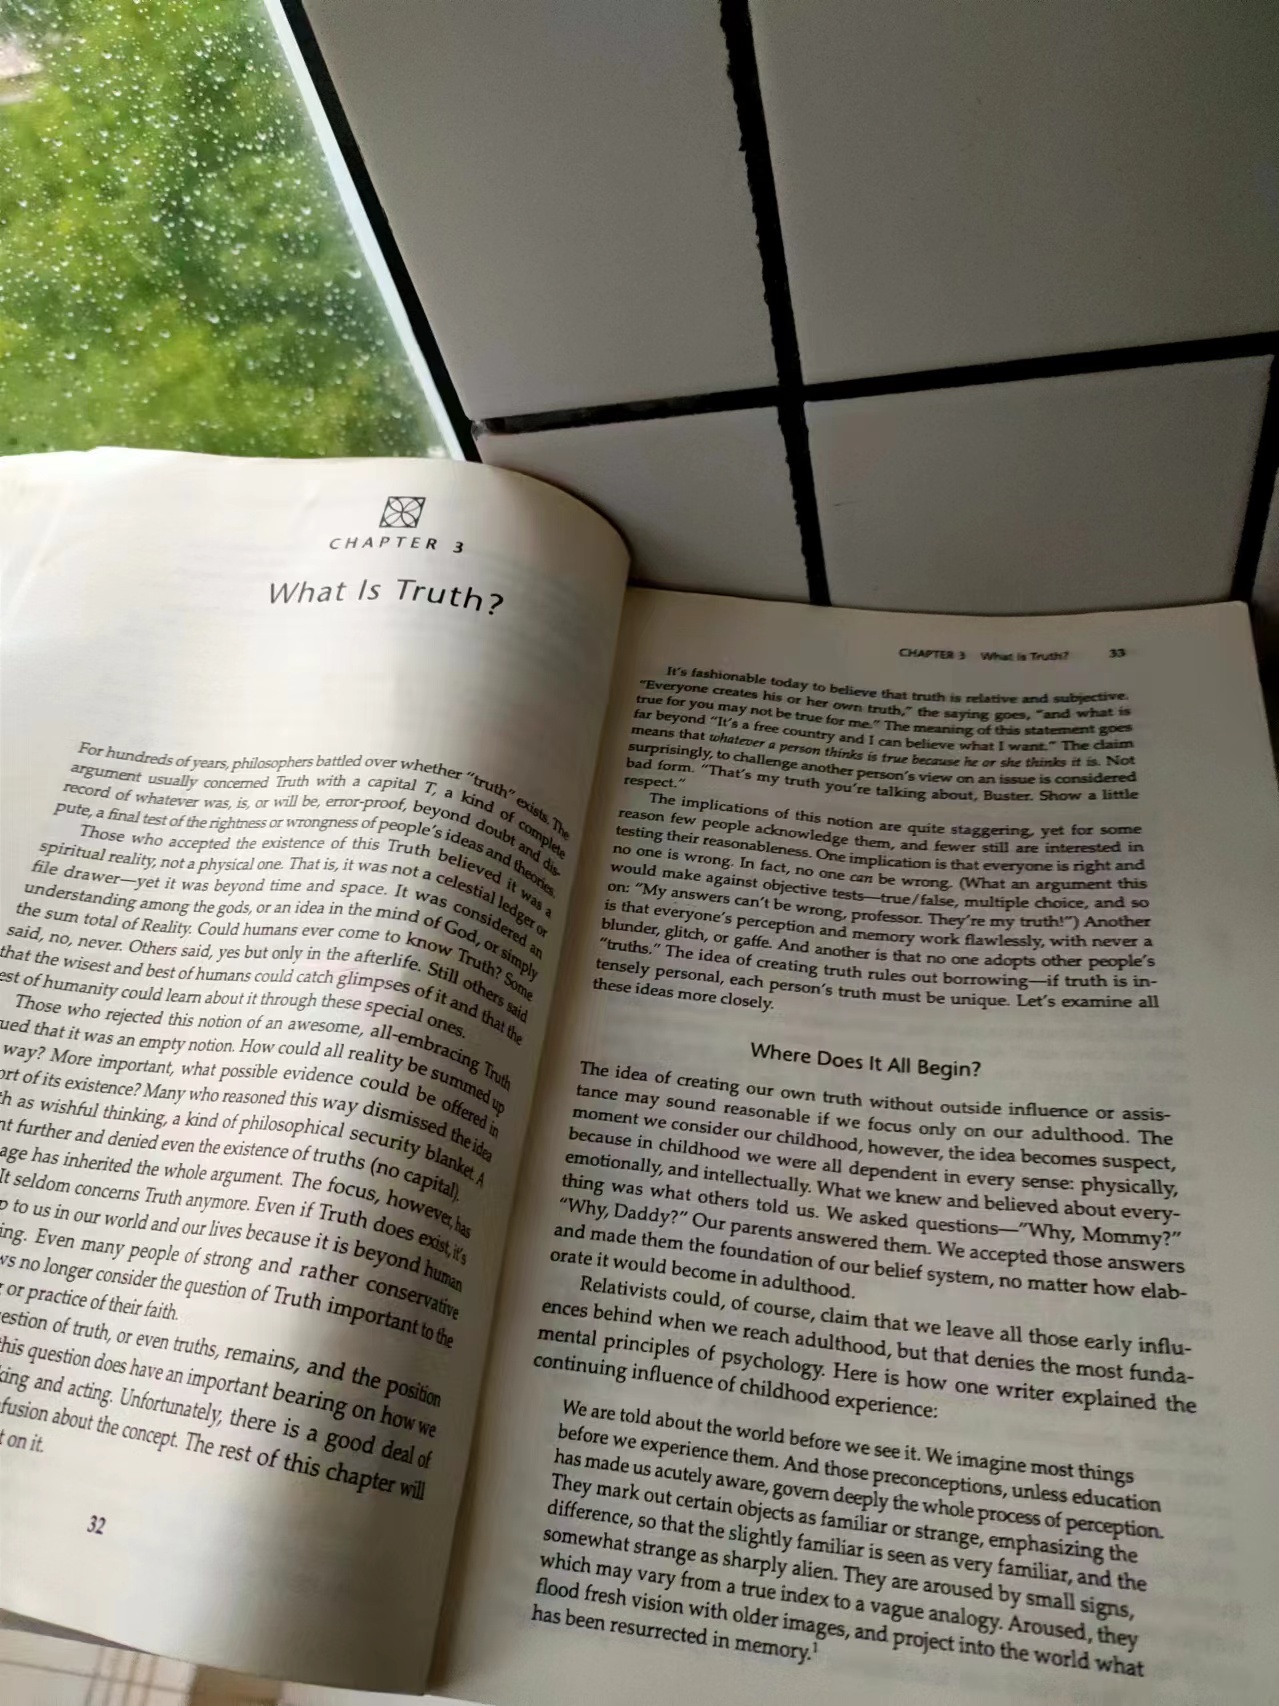 CHAPTER 3
What Is Truth?
For hundreds of years, philosophers battled over whether "truth" exists. The
argument usually concerned Truth with a capital T, a kind of complete
record of whatever was, is, or will be, error-proof, beyond doubt and dis-
pute, a final test of the rightness or wrongness of people's ideas and theories.
Those who accepted the existence of this Truth believed it was a
spiritual reality, not a physical one. That is, it was not a celestial ledger or
file drawer—yet it was beyond time and space. It was considered an
understanding among the gods, or an idea in the mind of God, or simply
the sum total of Reality. Could humans ever come to know Truth? Some
said, no, never. Others said, yes but only in the afterlife. Still others said
that the wisest and best of humans could catch glimpses of it and that the
est of humanity could learn about it through these special ones.
Those who rejected this notion of an awesome, all-embracing Truth
ued that it was an empty notion. How could all reality be summed up
way? More important, what possible evidence could be offered in
ort of its existence? Many who reasoned this way dismissed the idea
h as wishful thinking, a kind of philosophical security blanket. A
nt further and denied even the existence of truths (no capital).
age has inherited the whole argument. The focus, however, has
It seldom concerns Truth anymore. Even if Truth does exist, it's
p to us in our world and our lives because it is beyond human
ing. Even many people of strong and rather conservative
ws no longer consider the question of Truth important to the
or practice of their faith.
estion of truth, or even truths, remains, and the position
this question does have an important bearing on how we
king and acting. Unfortunately, there is a good deal of
fusion about the concept. The rest of this chapter will
t on it.
32
CHAPTER 3 What Is Truth? 33
It's fashionable today to believe that truth is relative and subjective.
"Everyone creates his or her own truth," the saying goes, "and what is
true for you may not be true for me." The meaning of this statement goes
far beyond "It's a free country and I can believe what I want." The claim
means that whatever a person thinks is true because he or she thinks it is. Not
surprisingly, to challenge another person's view on an issue is considered
bad form. "That's my truth you're talking about, Buster. Show a little
respect."
The implications of this notion are quite staggering, yet for some
reason few people acknowledge them, and fewer still are interested in
testing their reasonableness. One implication is that everyone is right and
no one is wrong. In fact, no one can be wrong. (What an argument this
would make against objective tests—true/false, multiple choice, and so
on: "My answers can't be wrong, professor. They're my truth!") Another
is that everyone's perception and memory work flawlessly, with never a
blunder, glitch, or gaffe. And another is that no one adopts other people's
"truths." The idea of creating truth rules out borrowing—if truth is in-
tensely personal, each person's truth must be unique. Let's examine all
these ideas more closely.
Where Does It All Begin?
The idea of creating our own truth without outside influence or assis-
tance may sound reasonable if we focus only on our adulthood. The
moment we consider our childhood, however, the idea becomes suspect,
because in childhood we were all dependent in every sense: physically,
emotionally, and intellectually. What we knew and believed about every-
thing was what others told us. We asked questions—"Why, Mommy?"
"Why, Daddy?" Our parents answered them. We accepted those answers
and made them the foundation of our belief system, no matter how elab-
orate it would become in adulthood.
Relativists could, of course, claim that we leave all those early influ-
ences behind when we reach adulthood, but that denies the most funda-
mental principles of psychology. Here is how one writer explained the
continuing influence of childhood experience:
We are told about the world before we see it. We imagine most things
before we experience them. And those preconceptions, unless education
has made us acutely aware, govern deeply the whole process of perception.
They mark out certain objects as familiar or strange, emphasizing the
difference, so that the slightly familiar is seen as very familiar, and the
somewhat strange as sharply alien. They are aroused by small signs,
which may vary from a true index to a vague analogy. Aroused, they
flood fresh vision with older images, and project into the world what
has been resurrected in memory.1